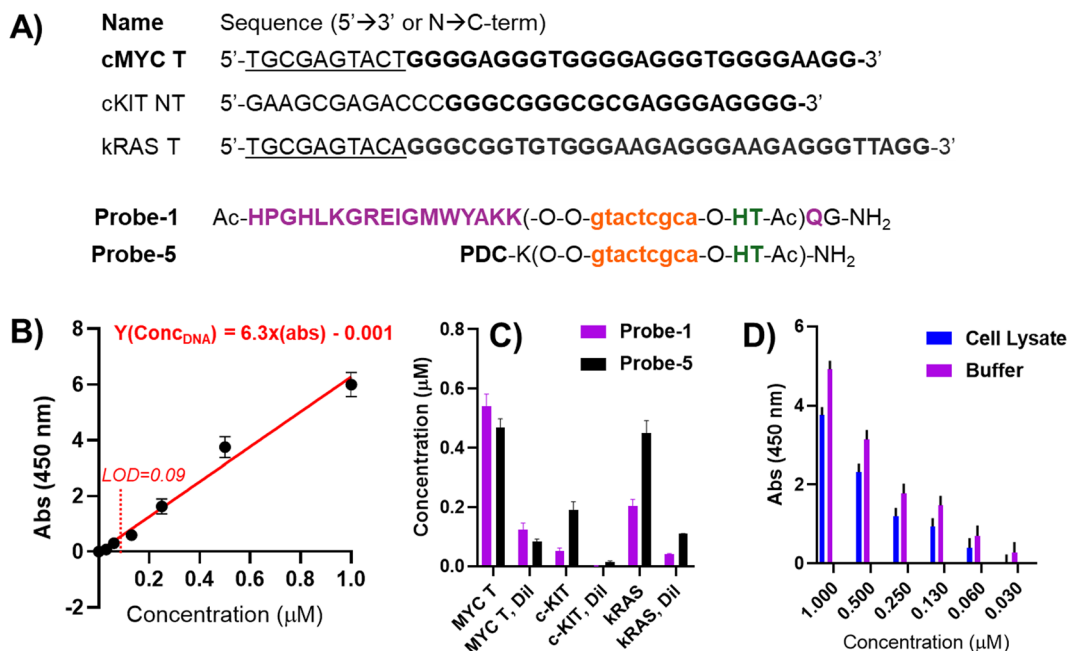 A)
Name Sequence (5’→3’ or N→C-term)
cMYC T 5’-TGCGAGTACTGGGGAGGGTGGGGAGGGTGGGGAAGG-3’
cKIT NT 5’-GAAGCGAGACCCGGGCGGGCGCGAGGGAGGGG-3’
kRAS T 5’-TGCGAGTACAGGGCGGTGTGGGAAGAGGGAAGAGGGTTAGG-3’
Probe-1 Ac-HPGHLKGREIGMWYAKK(-O-O-gtactcgca-O-HT-Ac)QG-NH2
Probe-5 PDC-K(O-O-gtactcgca-O-HT-Ac)-NH2
B)
Y(ConcDNA) = 6.3x(abs) - 0.001
Abs (450 nm)
8
6
4
2
0
-2
LOD=0.09
0.2 0.4 0.6 0.8 1.0
Concentration (μM)
C)
Probe-1
Probe-5
Concentration (μM)
0.8
0.6
0.4
0.2
0.0
MYC T
MYC T, Dil
c-KIT
c-KIT, Dil
kRAS
kRAS, Dil
D)
Cell Lysate
Buffer
Abs (450 nm)
6
4
2
0
1.000
0.500
0.250
0.130
0.060
0.030
Concentration (μM)